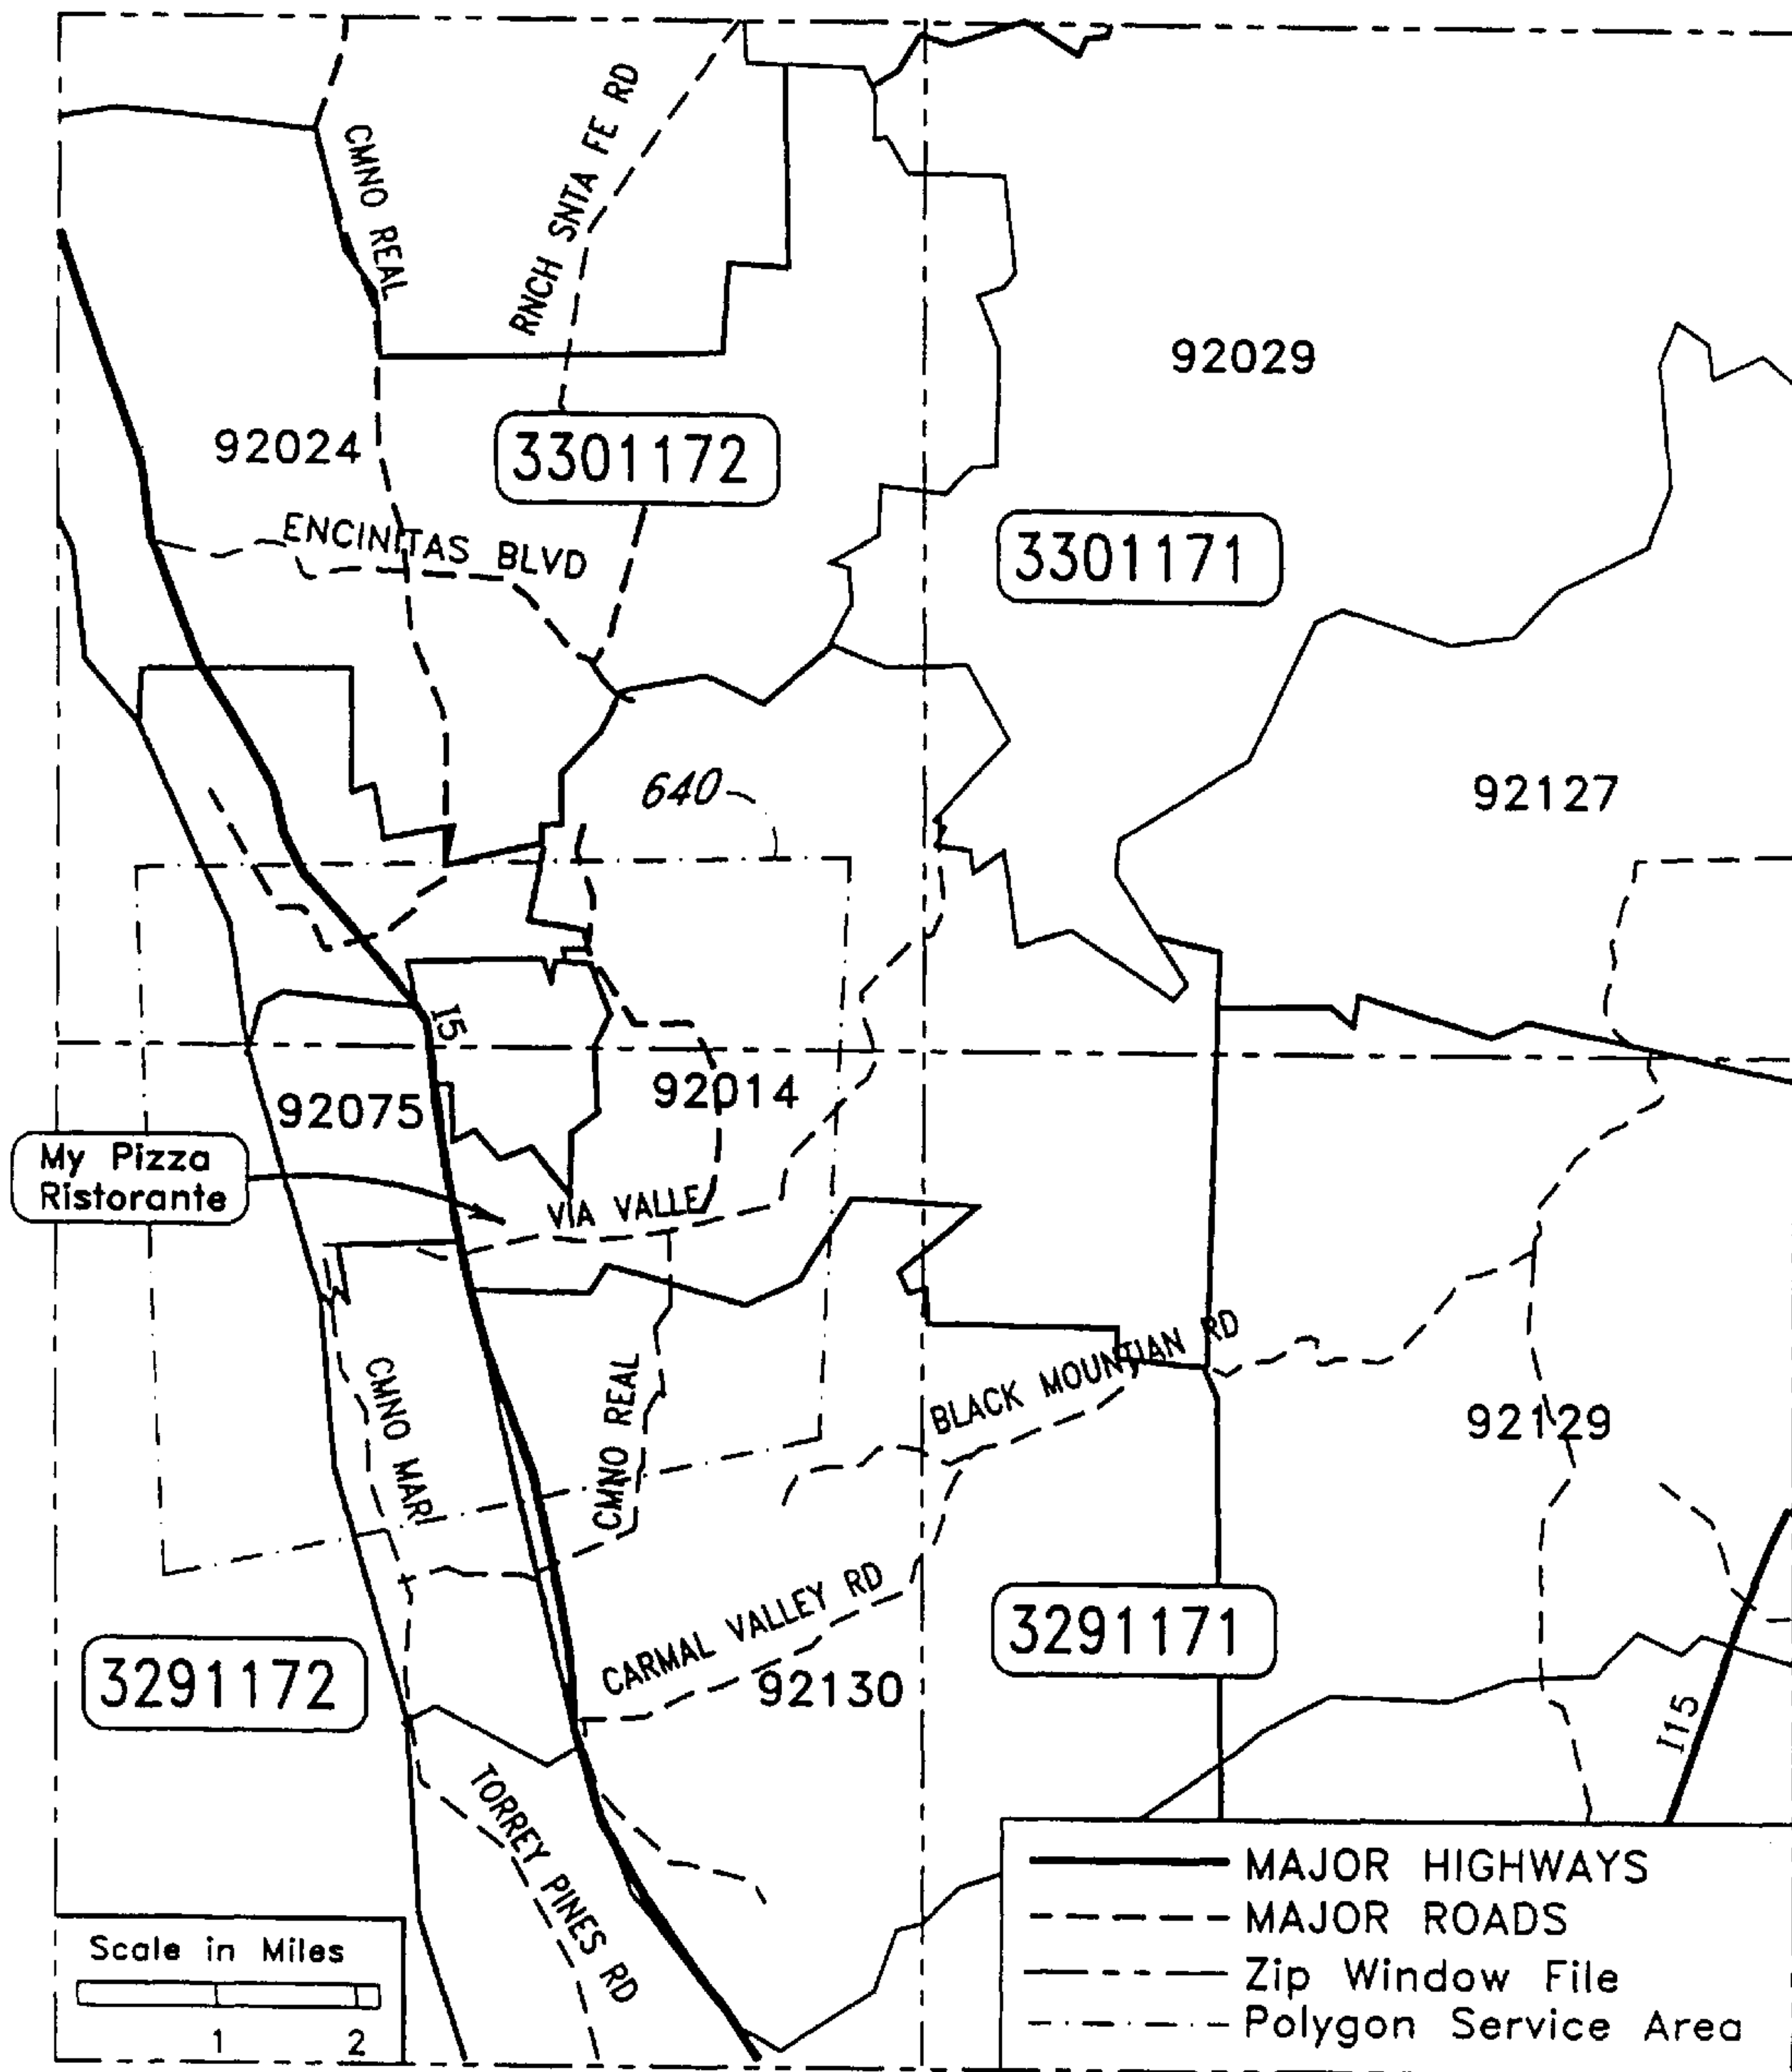 CMNO REAL
RNCH SNTA FE RD
92029
92024
3301172
ENCINITAS BLVD
3301171
640
92127
I5
92014
92075
My Pizza
Ristorante
VIA VALLE
BLACK MOUNTIAN RD
CMNO MARI
CMNO REAL
92129
CARMAL VALLEY RD
3291171
3291172
92130
I15
TORREY PINES RD
MAJOR HIGHWAYS
MAJOR ROADS
Zip Window File
Polygon Service Area
Scale in Miles
1 2